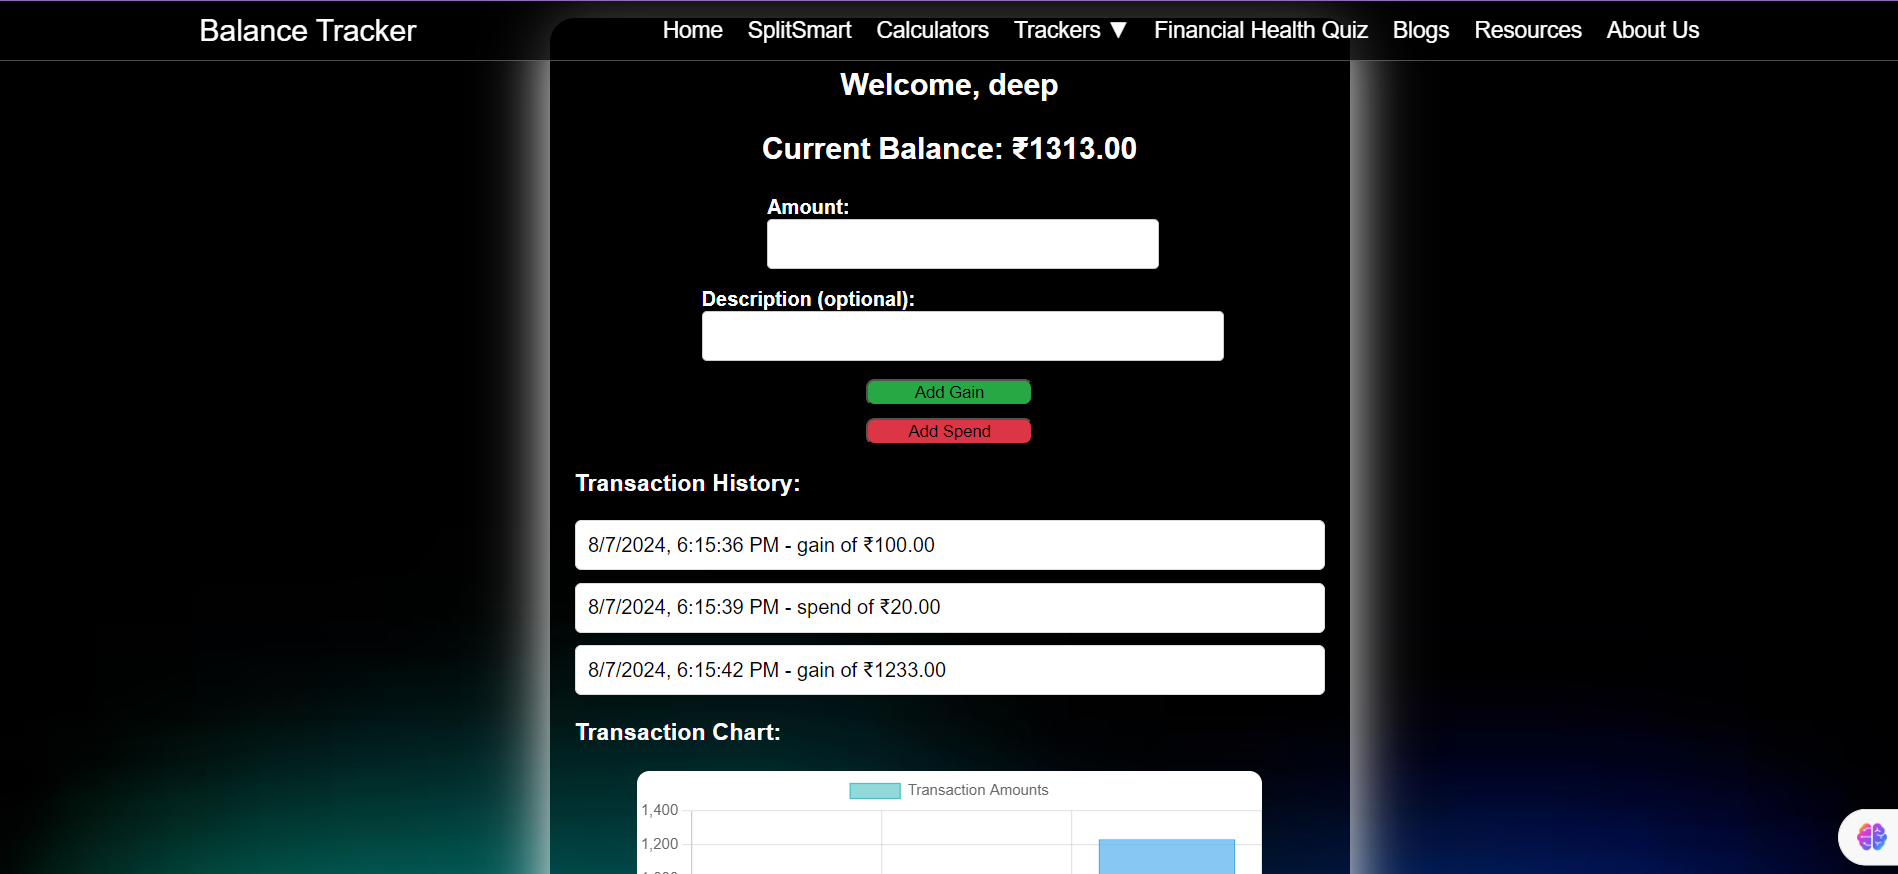 Balance Tracker
Home SplitSmart Calculators Trackers ▼ Financial Health Quiz Blogs Resources About Us
Welcome, deep
Current Balance: ₹1313.00
Amount:
Description (optional):
Add Gain
Add Spend
Transaction History:
8/7/2024, 6:15:36 PM - gain of ₹100.00
8/7/2024, 6:15:39 PM - spend of ₹20.00
8/7/2024, 6:15:42 PM - gain of ₹1233.00
Transaction Chart:
Transaction Amounts
1,400
1,200